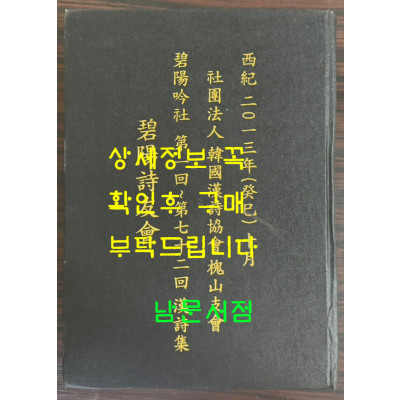 西紀 二○一三年(癸巳) 月
社團法人 韓國漢詩協會 槐山支會
碧陽吟社 第 回~第七十二回 漢詩集
碧陽詩友會
상세정보 꼭
확인후 구매
부탁드립니다
남문서점